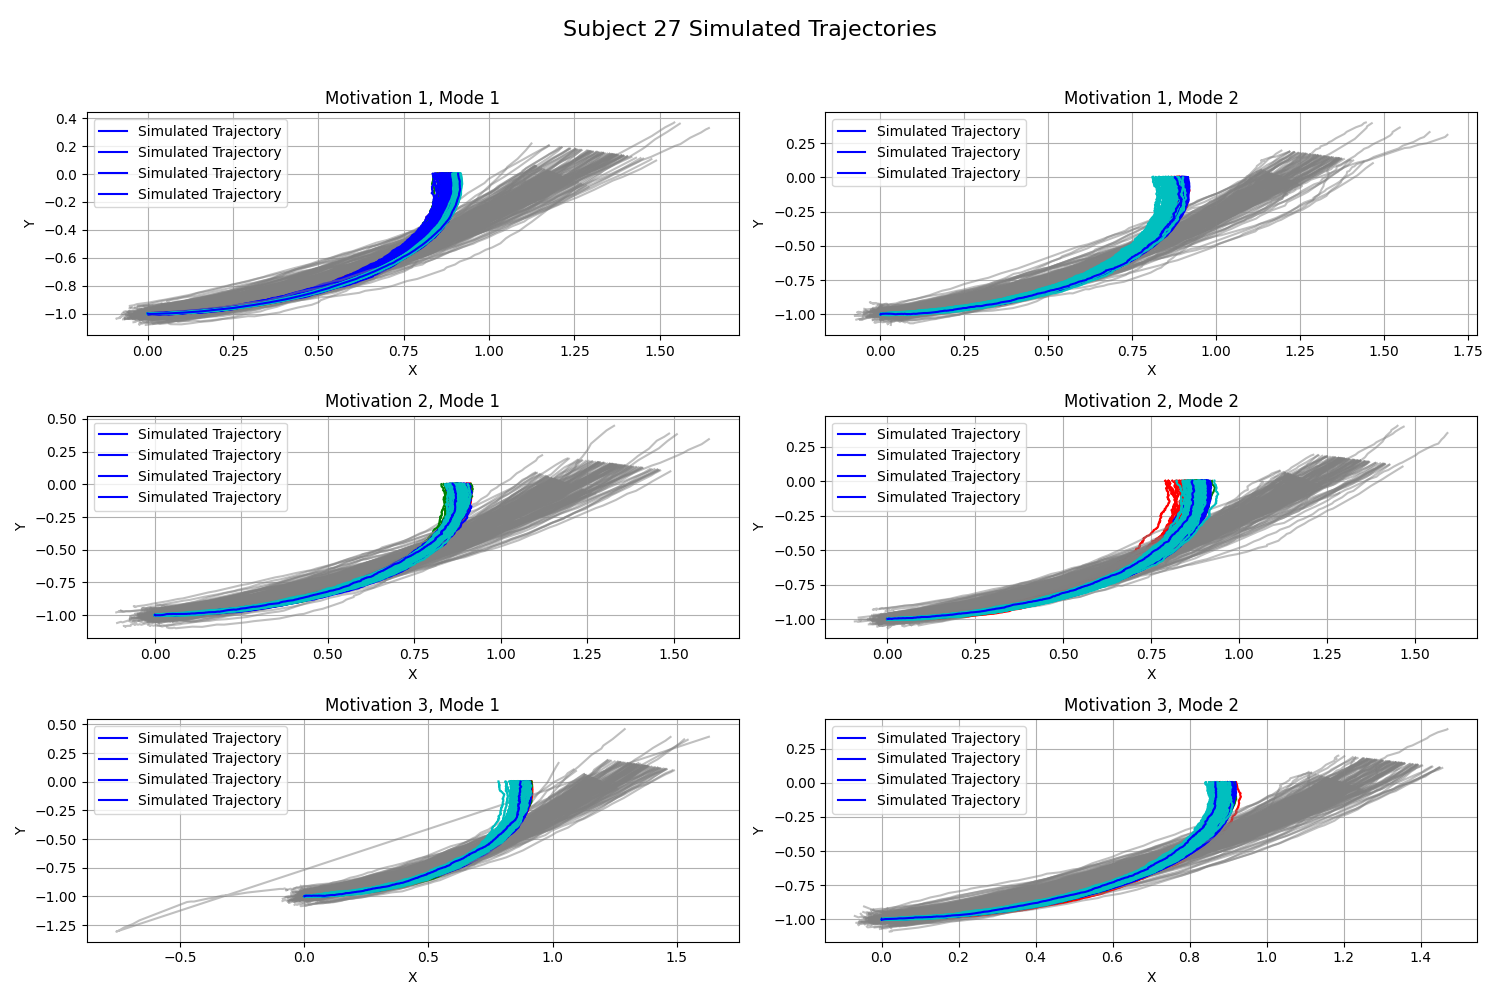 Subject 27 Simulated Trajectories
Motivation 1, Mode 1
Simulated Trajectory
Simulated Trajectory
Simulated Trajectory
Simulated Trajectory
Y
0.4
0.2
0.0
−0.2
−0.4
−0.6
−0.8
−1.0
0.00 0.25 0.50 0.75 1.00 1.25 1.50
X
Motivation 1, Mode 2
Simulated Trajectory
Simulated Trajectory
Simulated Trajectory
Simulated Trajectory
Y
0.25
0.00
−0.25
−0.50
−0.75
−1.00
0.00 0.25 0.50 0.75 1.00 1.25 1.50 1.75
X
Motivation 2, Mode 1
Simulated Trajectory
Simulated Trajectory
Simulated Trajectory
Simulated Trajectory
Y
0.50
0.25
0.00
−0.25
−0.50
−0.75
−1.00
0.00 0.25 0.50 0.75 1.00 1.25 1.50
X
Motivation 2, Mode 2
Simulated Trajectory
Simulated Trajectory
Simulated Trajectory
Simulated Trajectory
Y
0.25
0.00
−0.25
−0.50
−0.75
−1.00
0.00 0.25 0.50 0.75 1.00 1.25 1.50
X
Motivation 3, Mode 1
Simulated Trajectory
Simulated Trajectory
Simulated Trajectory
Simulated Trajectory
Y
0.50
0.25
0.00
−0.25
−0.50
−0.75
−1.00
−1.25
−0.5 0.0 0.5 1.0 1.5
X
Motivation 3, Mode 2
Simulated Trajectory
Simulated Trajectory
Simulated Trajectory
Simulated Trajectory
Y
0.25
0.00
−0.25
−0.50
−0.75
−1.00
0.0 0.2 0.4 0.6 0.8 1.0 1.2 1.4
X